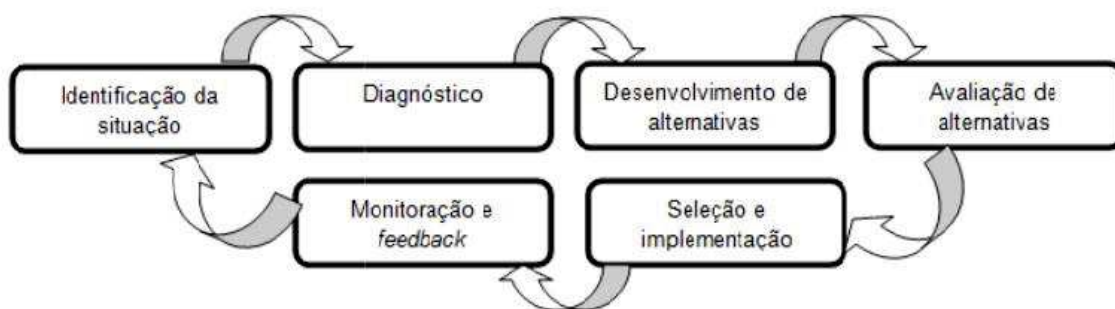 Identificação da
situação
Diagnóstico
Desenvolvimento de
alternativas
Avaliação de
alternativas
Seleção e
implementação
Monitoração e
feedback